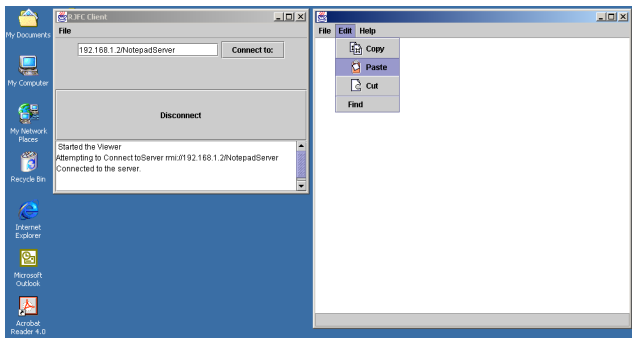 My Documents
My Computer
My Network
Places
Recycle Bin
Internet
Explorer
Microsoft
Outlook
Acrobat
Reader 4.0
RJFC Client
File
192.168.1.2/NotepadServer
Connect to:
Disconnect
Started the Viewer
Attempting to Connect toServer rmi://192.168.1.2/NotepadServer
Connected to the server.
File Edit Help
Copy
Paste
Cut
Find